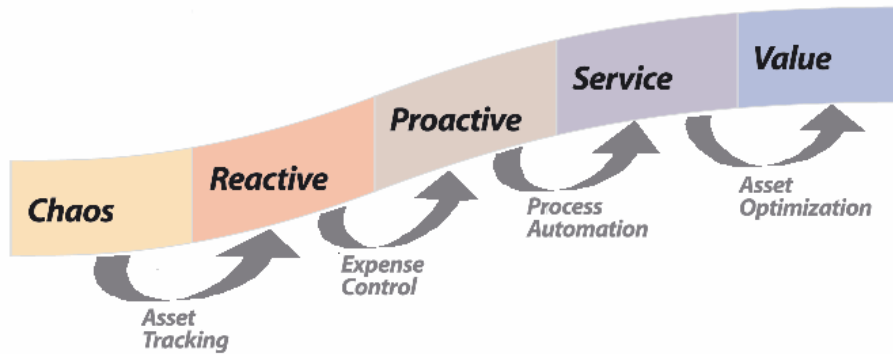 Chaos
Reactive
Proactive
Service
Value
Asset
Tracking
Expense
Control
Process
Automation
Asset
Optimization